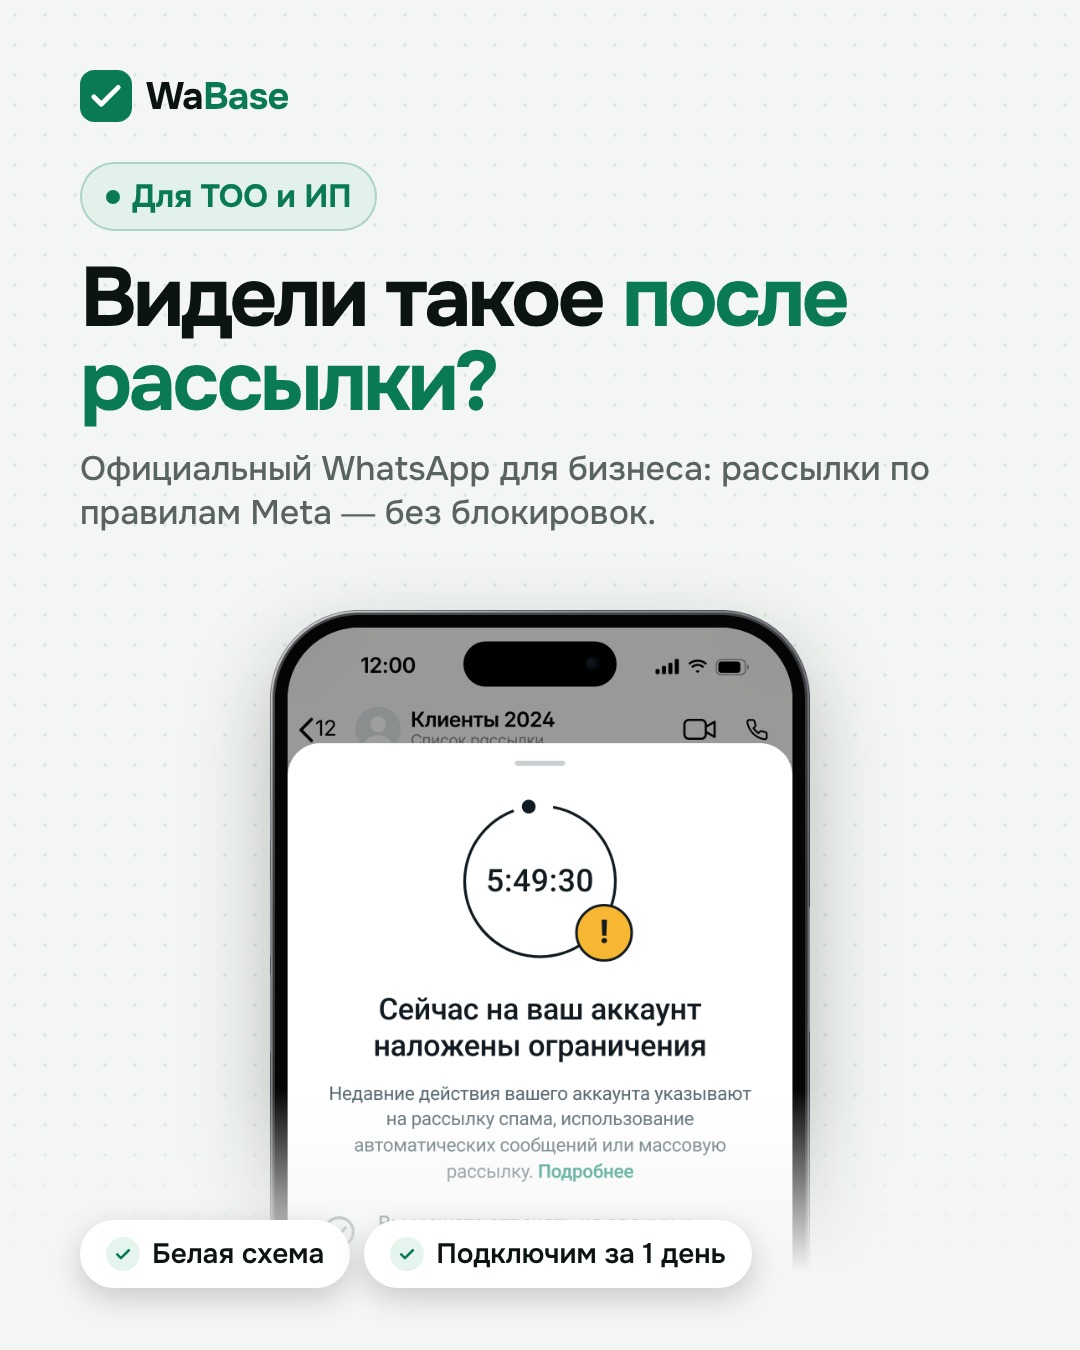 WaBase
Для ТОО и ИП
Видели такое после
рассылки?
Официальный WhatsApp для бизнеса: рассылки по
правилам Meta — без блокировок.
12:00
12
Клиенты 2024
Список рассылки
5:49:30
!
Сейчас на ваш аккаунт
наложены ограничения
Недавние действия вашего аккаунта указывают
на рассылку спама, использование
автоматических сообщений или массовую
рассылку. Подробнее
Белая схема
Подключим за 1 день